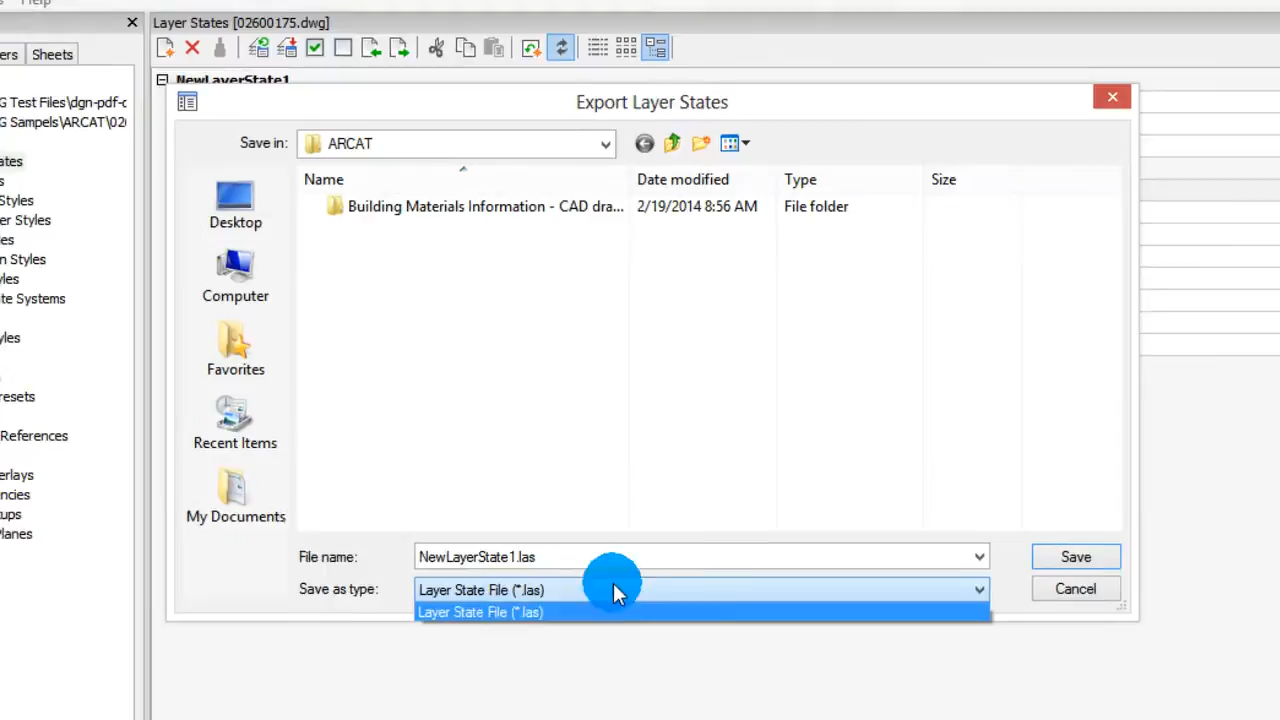 Help
Layer States [02600175.dwg]
ers Sheets
NewLayerState1
G Test Files\dgn-pdf-c
G Sampels\ARCAT\02
ates
s
Styles
er Styles
les
n Styles
yles
te Systems
yles
resets
References
erlays
ncies
ups
Planes
Export Layer States
Save in: ARCAT
Name Date modified Type Size
Building Materials Information - CAD dra... 2/19/2014 8:56 AM File folder
Desktop
Computer
Favorites
Recent Items
My Documents
File name: NewLayerState1.las Save
Save as type: Layer State File (*.las) Cancel
Layer State File (*.las)